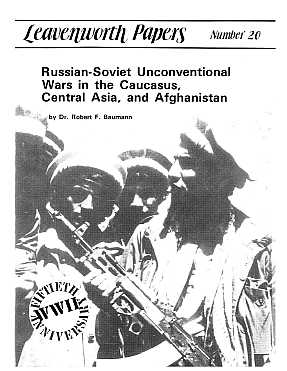 Leavenworth Papers
Number 20
Russian-Soviet Unconventional
Wars in the Caucasus,
Central Asia, and Afghanistan
by Dr. Robert F. Baumann
FIFTIETH
WWII
ANNIVERSARY